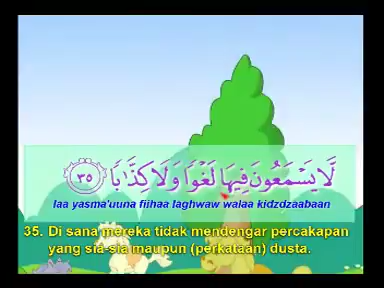 لَّا يَسْمَعُونَ فِيهَا لَغْوًا وَلَا كِذَّٰبًا ٣٥
laa yasma'uuna fiihaa laghwaw walaa kidzdzaabaan
35. Di sana mereka tidak mendengar percakapan
yang sia-sia maupun (perkataan) dusta.